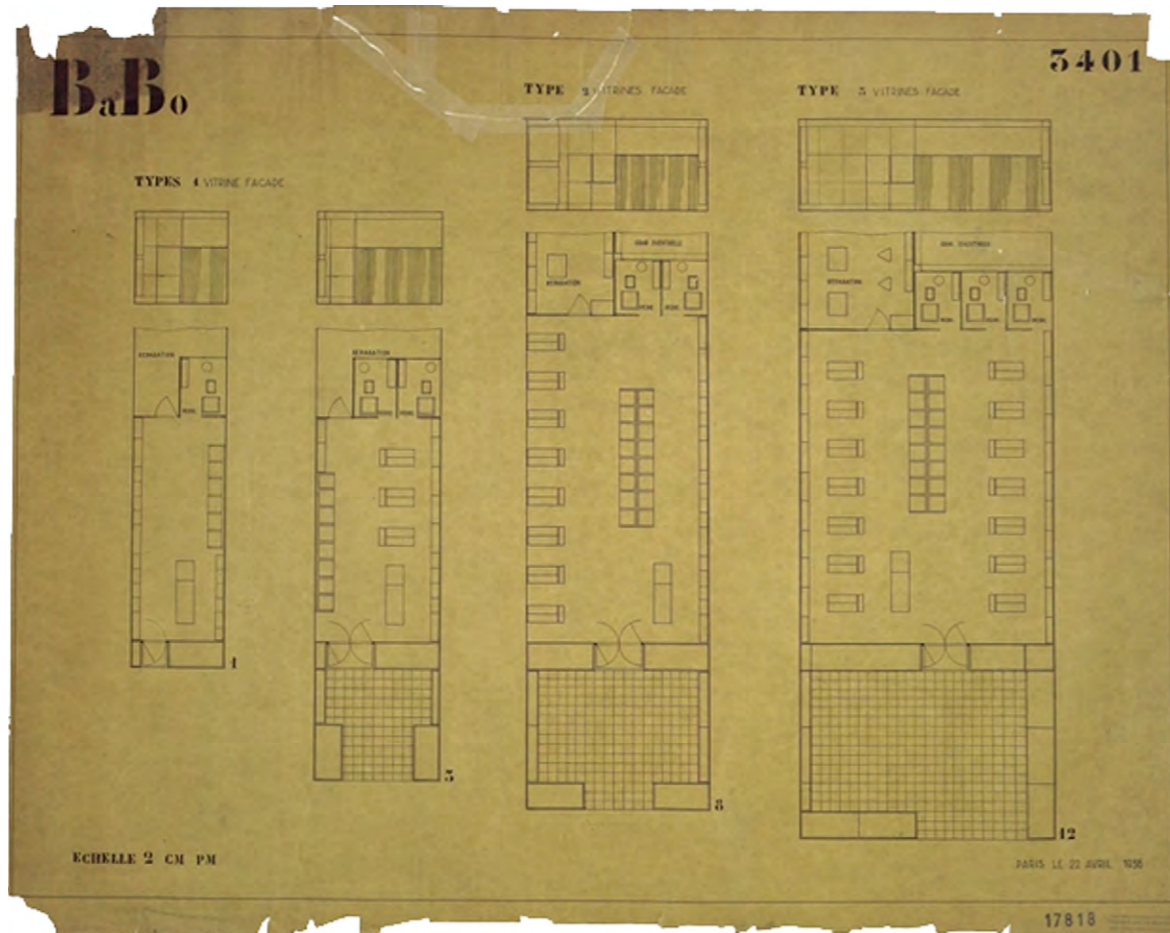 BaBo
3401
TYPE 2 VITRINES FACADE
TYPE 3 VITRINES FACADE
TYPES 1 VITRINE FACADE
REPARATION
REPARATION
REPARATION
REPARATION
1
3
8
12
ECHELLE 2 CM PM
PARIS LE 22 AVRIL
17818